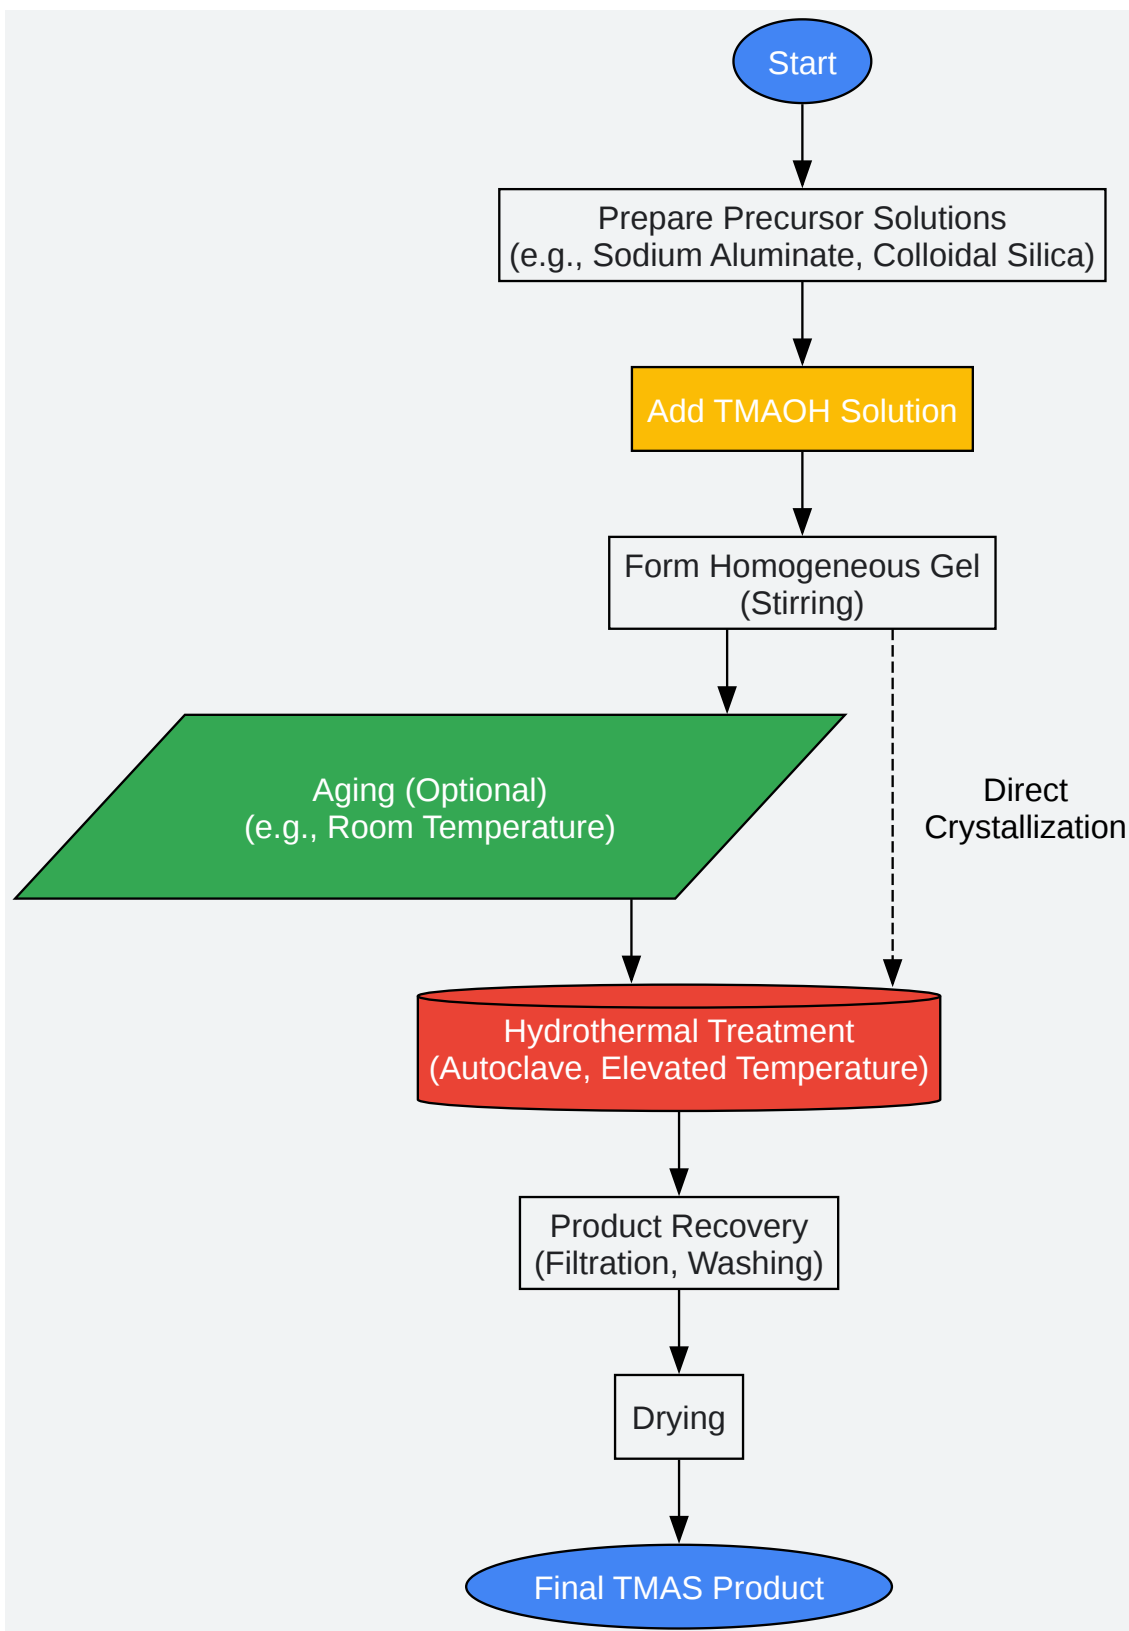 Start
Prepare Precursor Solutions
(e.g., Sodium Aluminate, Colloidal Silica)
Add TMAOH Solution
Form Homogeneous Gel
(Stirring)
Aging (Optional)
(e.g., Room Temperature)
Direct
Crystallization
Hydrothermal Treatment
(Autoclave, Elevated Temperature)
Product Recovery
(Filtration, Washing)
Drying
Final TMAS Product